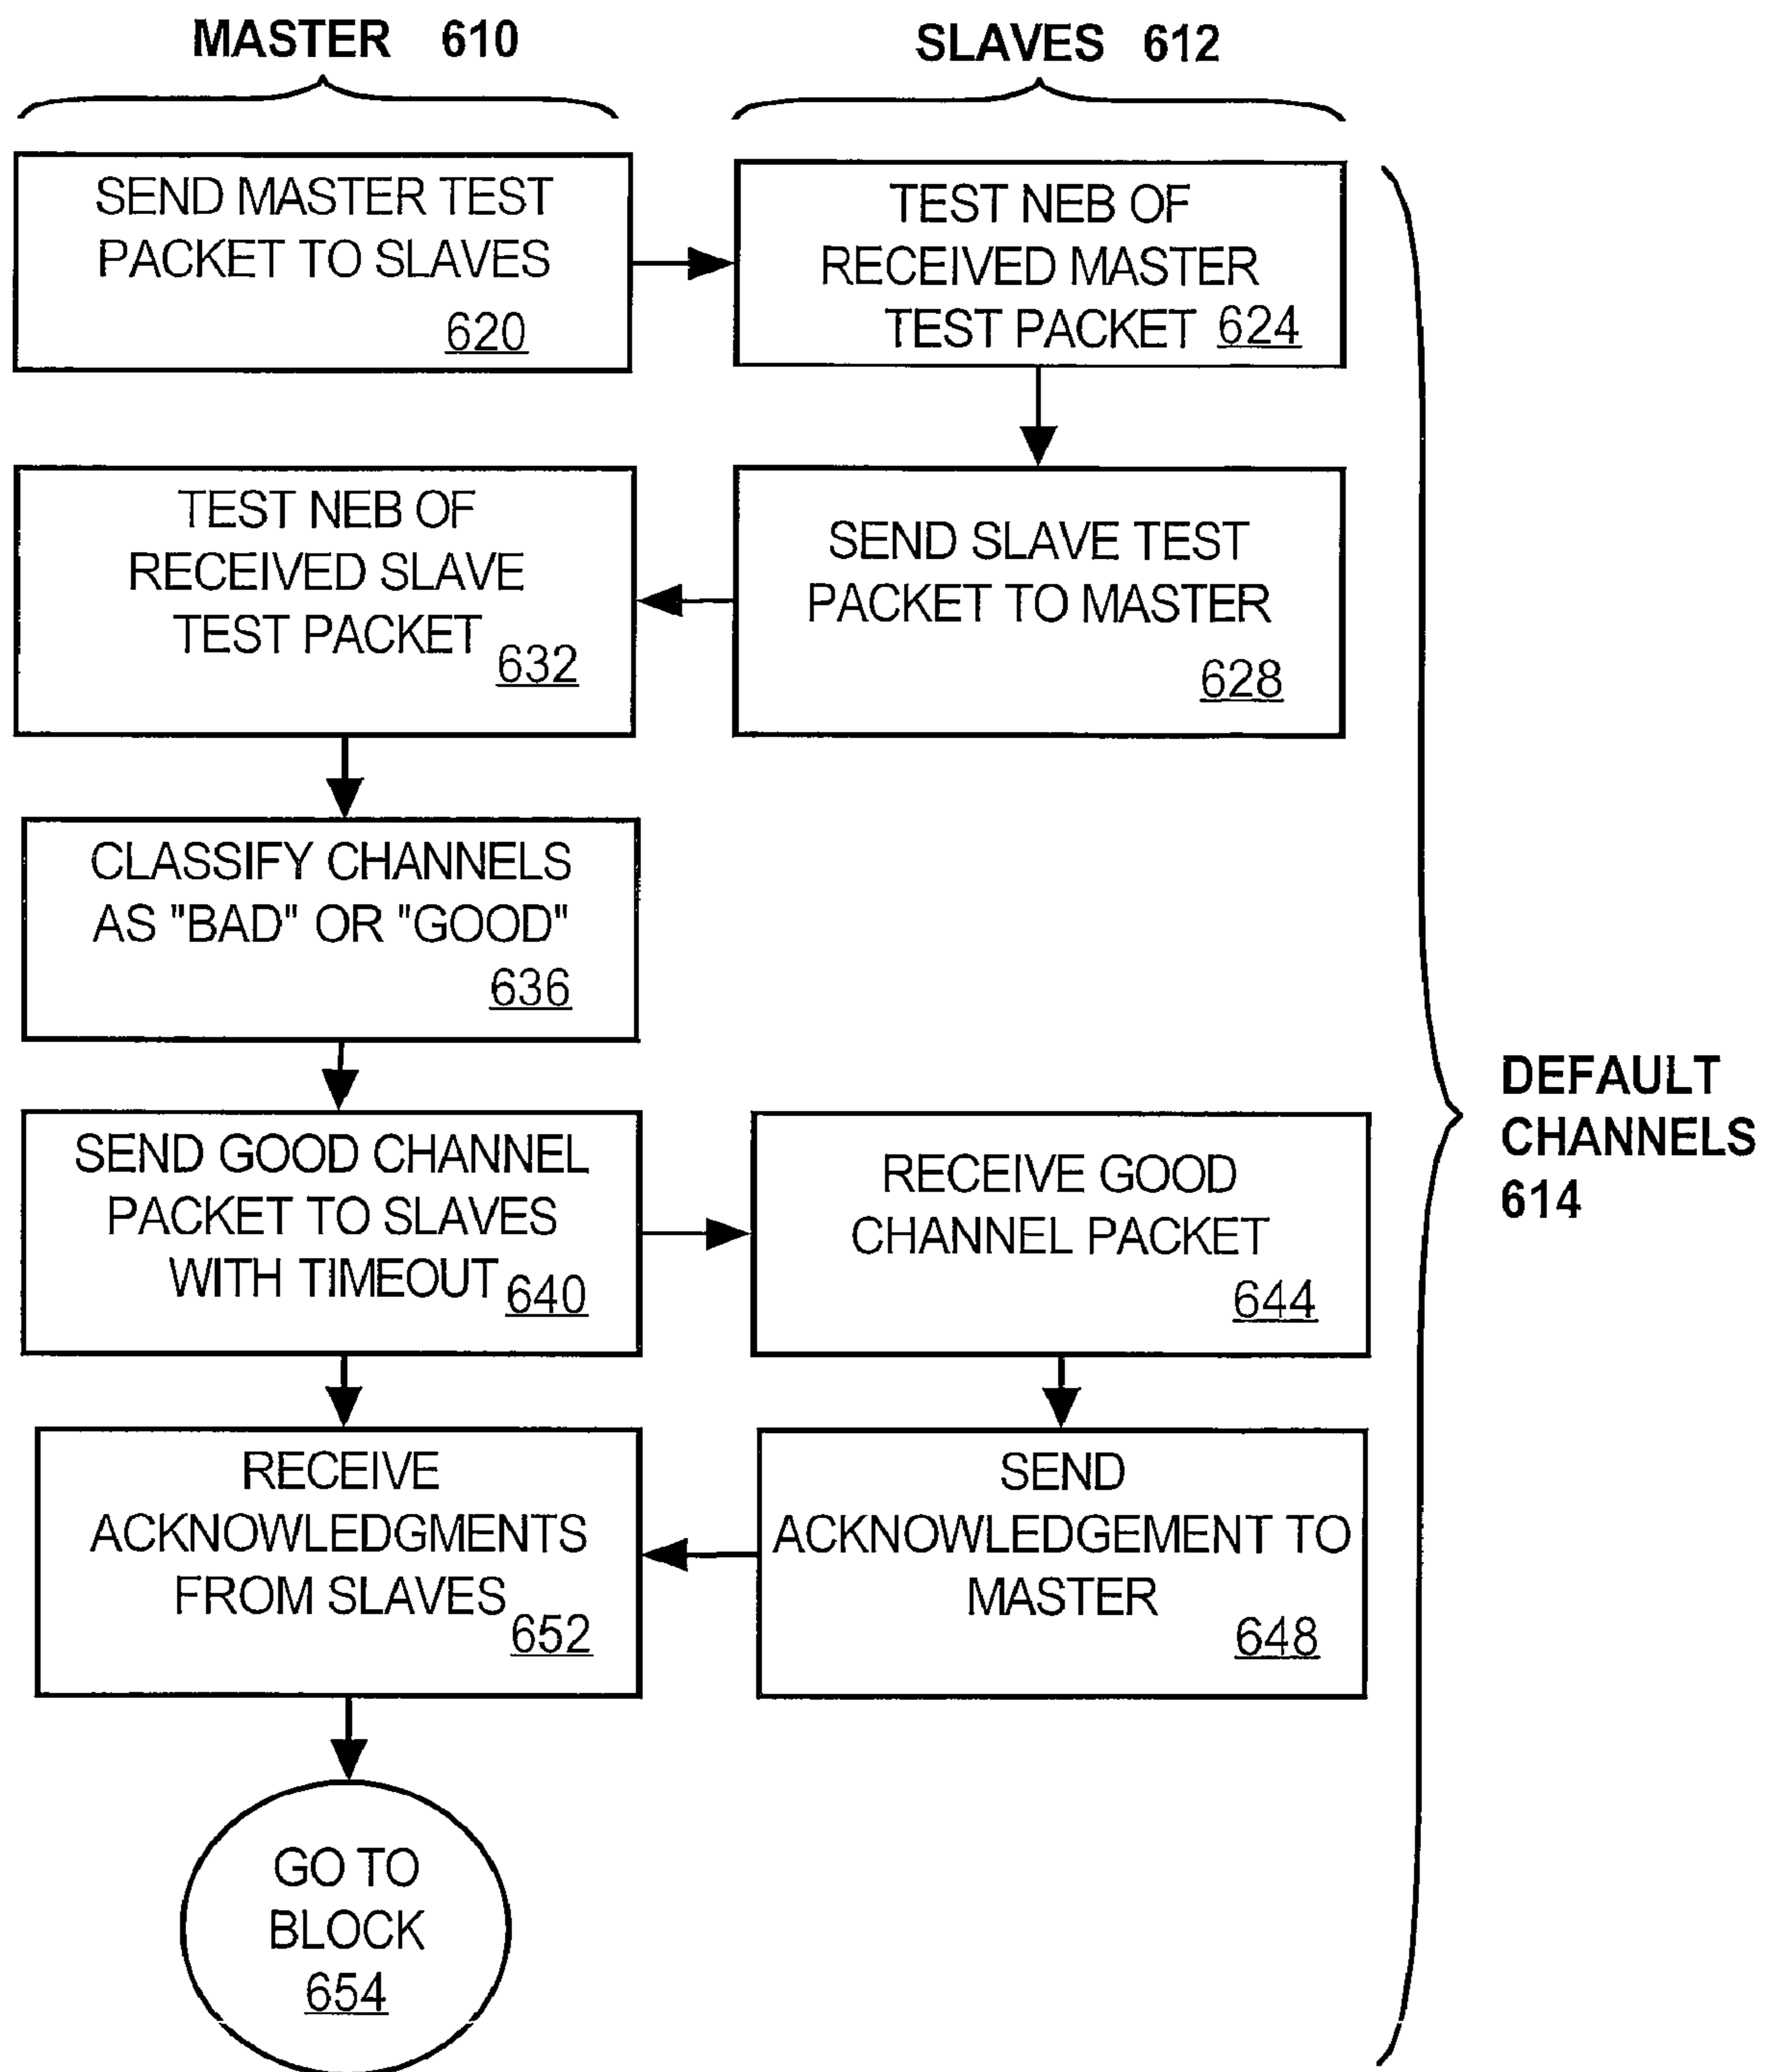 MASTER 610
SLAVES 612
SEND MASTER TEST
PACKET TO SLAVES
620
TEST NEB OF
RECEIVED MASTER
TEST PACKET 624
TEST NEB OF
RECEIVED SLAVE
TEST PACKET
632
SEND SLAVE TEST
PACKET TO MASTER
628
CLASSIFY CHANNELS
AS "BAD" OR "GOOD"
636
SEND GOOD CHANNEL
PACKET TO SLAVES
WITH TIMEOUT 640
RECEIVE GOOD
CHANNEL PACKET
644
DEFAULT
CHANNELS
614
RECEIVE
ACKNOWLEDGMENTS
FROM SLAVES
652
SEND
ACKNOWLEDGEMENT TO
MASTER
648
GO TO
BLOCK
654